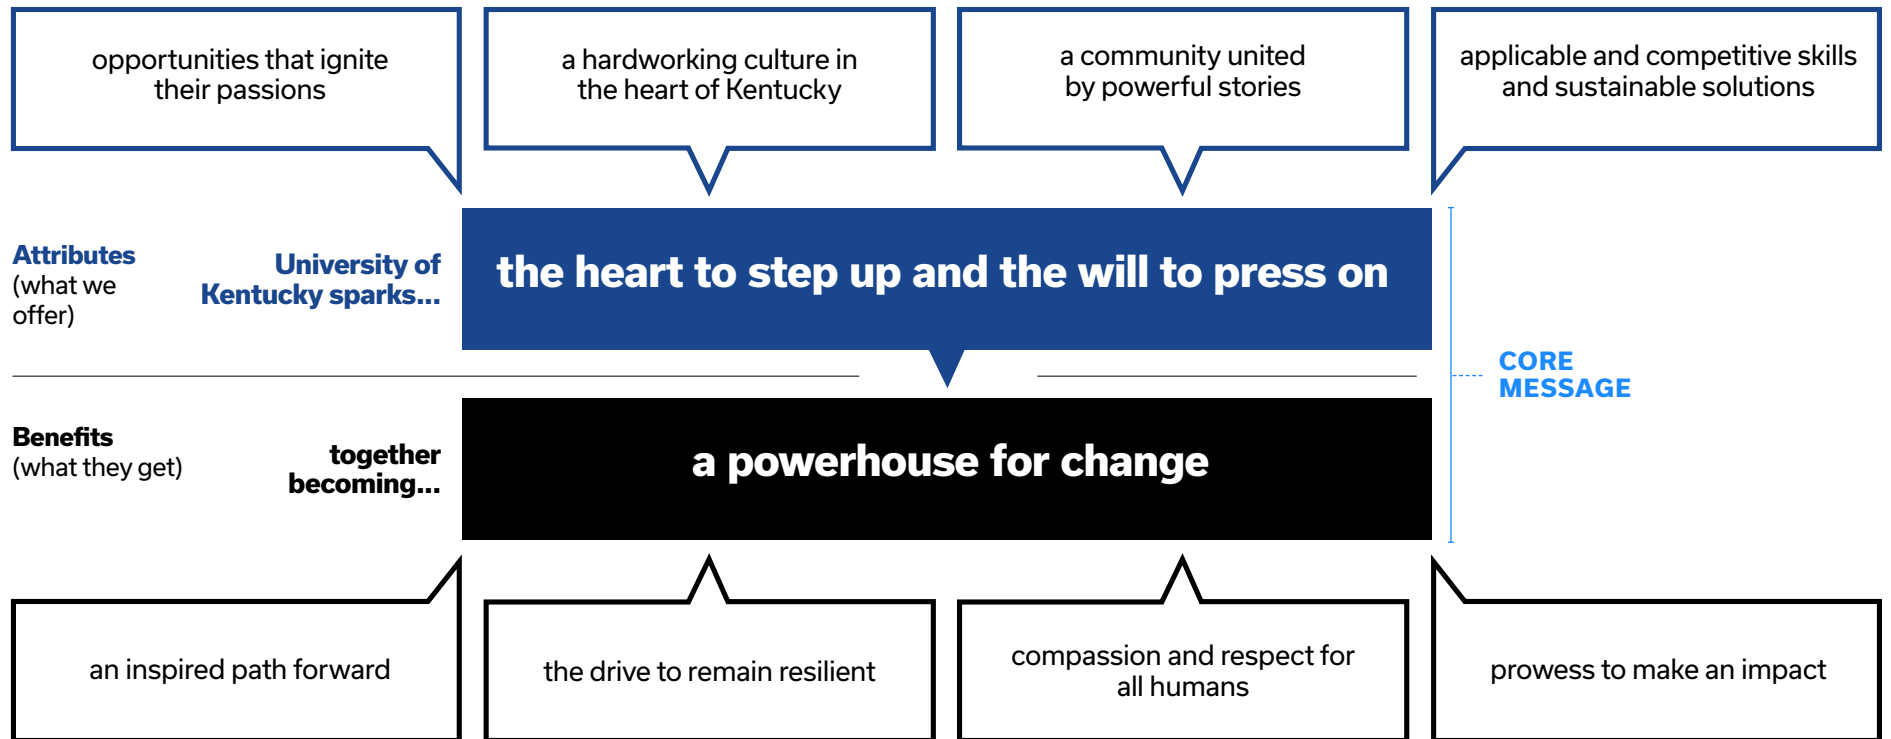 opportunities that ignite
their passions
a hardworking culture in
the heart of Kentucky
a community united
by powerful stories
applicable and competitive skills
and sustainable solutions
Attributes
(what we
offer)
University of
Kentucky sparks...
the heart to step up and the will to press on
CORE
MESSAGE
Benefits
(what they get)
together
becoming...
a powerhouse for change
an inspired path forward
the drive to remain resilient
compassion and respect for
all humans
prowess to make an impact